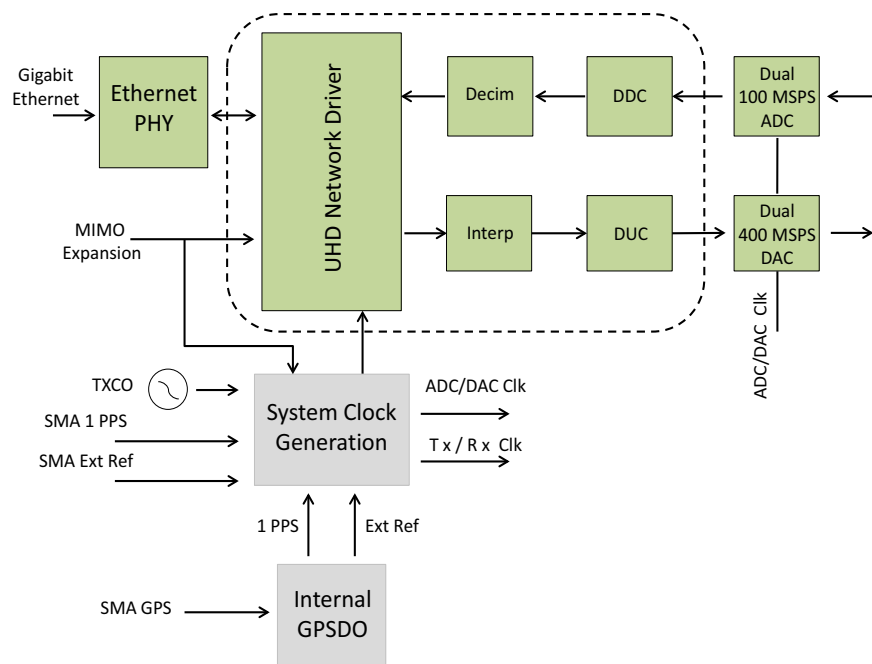 Gigabit
Ethernet
Ethernet
PHY
UHD Network Driver
Decim
DDC
Dual
100 MSPS
ADC
MIMO
Expansion
Interp
DUC
Dual
400 MSPS
DAC
ADC/DAC Clk
TXCO
SMA 1 PPS
SMA Ext Ref
System Clock
Generation
ADC/DAC Clk
T x / R x Clk
1 PPS
Ext Ref
SMA GPS
Internal
GPSDO